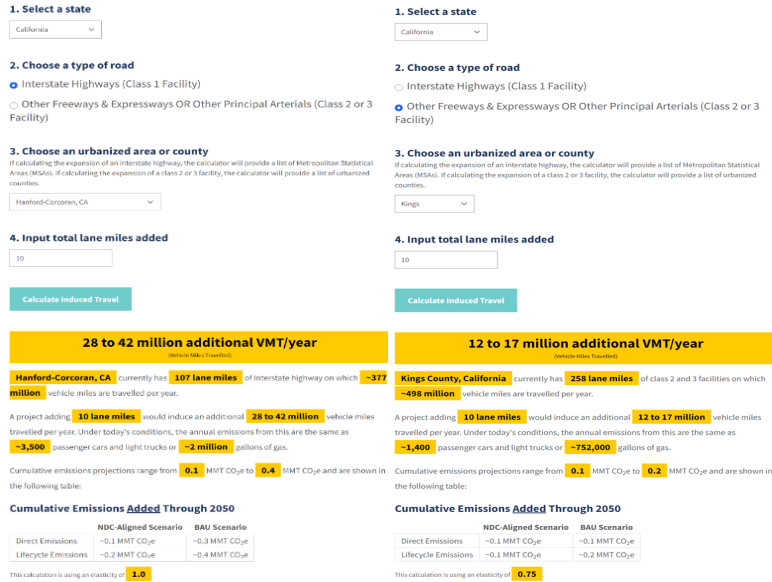 1. Select a state
California
2. Choose a type of road
Interstate Highways (Class 1 Facility)
Other Freeways & Expressways OR Other Principal Arterials (Class 2 or 3
Facility)
3. Choose an urbanized area or county
If calculating the expansion of an interstate highway, the calculator will provide a list of Metropolitan Statistical
Areas (MSAs). If calculating the expansion of a class 2 or 3 facility, the calculator will provide a list of urbanized
counties.
Hanford-Corcoran, CA
4. Input total lane miles added
10
Calculate Induced Travel
28 to 42 million additional VMT/year
(Vehicle Miles Travelled)
Hanford-Corcoran, CA currently has 107 lane miles of Interstate highway on which ~377
million vehicle miles are travelled per year.
A project adding 10 lane miles would induce an additional 28 to 42 million vehicle miles
travelled per year. Under today's conditions, the annual emissions from this are the same as
~3,500 passenger cars and light trucks or ~2 million gallons of gas.
Cumulative emissions projections range from 0.1 MMT CO₂e to 0.4 MMT CO₂e and are shown in
the following table:
Cumulative Emissions Added Through 2050
NDC-Aligned Scenario BAU Scenario
Direct Emissions ~0.1 MMT CO₂e ~0.3 MMT CO₂e
Lifecycle Emissions ~0.2 MMT CO₂e ~0.4 MMT CO₂e
This calculation is using an elasticity of 1.0
1. Select a state
California
2. Choose a type of road
Interstate Highways (Class 1 Facility)
Other Freeways & Expressways OR Other Principal Arterials (Class 2 or 3
Facility)
3. Choose an urbanized area or county
If calculating the expansion of an interstate highway, the calculator will provide a list of Metropolitan Statistical
Areas (MSAs). If calculating the expansion of a class 2 or 3 facility, the calculator will provide a list of urbanized
counties.
Kings
4. Input total lane miles added
10
Calculate Induced Travel
12 to 17 million additional VMT/year
(Vehicle Miles Travelled)
Kings County, California currently has 258 lane miles of class 2 and 3 facilities on which
~498 million vehicle miles are travelled per year.
A project adding 10 lane miles would induce an additional 12 to 17 million vehicle miles
travelled per year. Under today's conditions, the annual emissions from this are the same as
~1,400 passenger cars and light trucks or ~752,000 gallons of gas.
Cumulative emissions projections range from 0.1 MMT CO₂e to 0.2 MMT CO₂e and are shown in
the following table:
Cumulative Emissions Added Through 2050
NDC-Aligned Scenario BAU Scenario
Direct Emissions ~0.1 MMT CO₂e ~0.1 MMT CO₂e
Lifecycle Emissions ~0.1 MMT CO₂e ~0.2 MMT CO₂e
This calculation is using an elasticity of 0.75